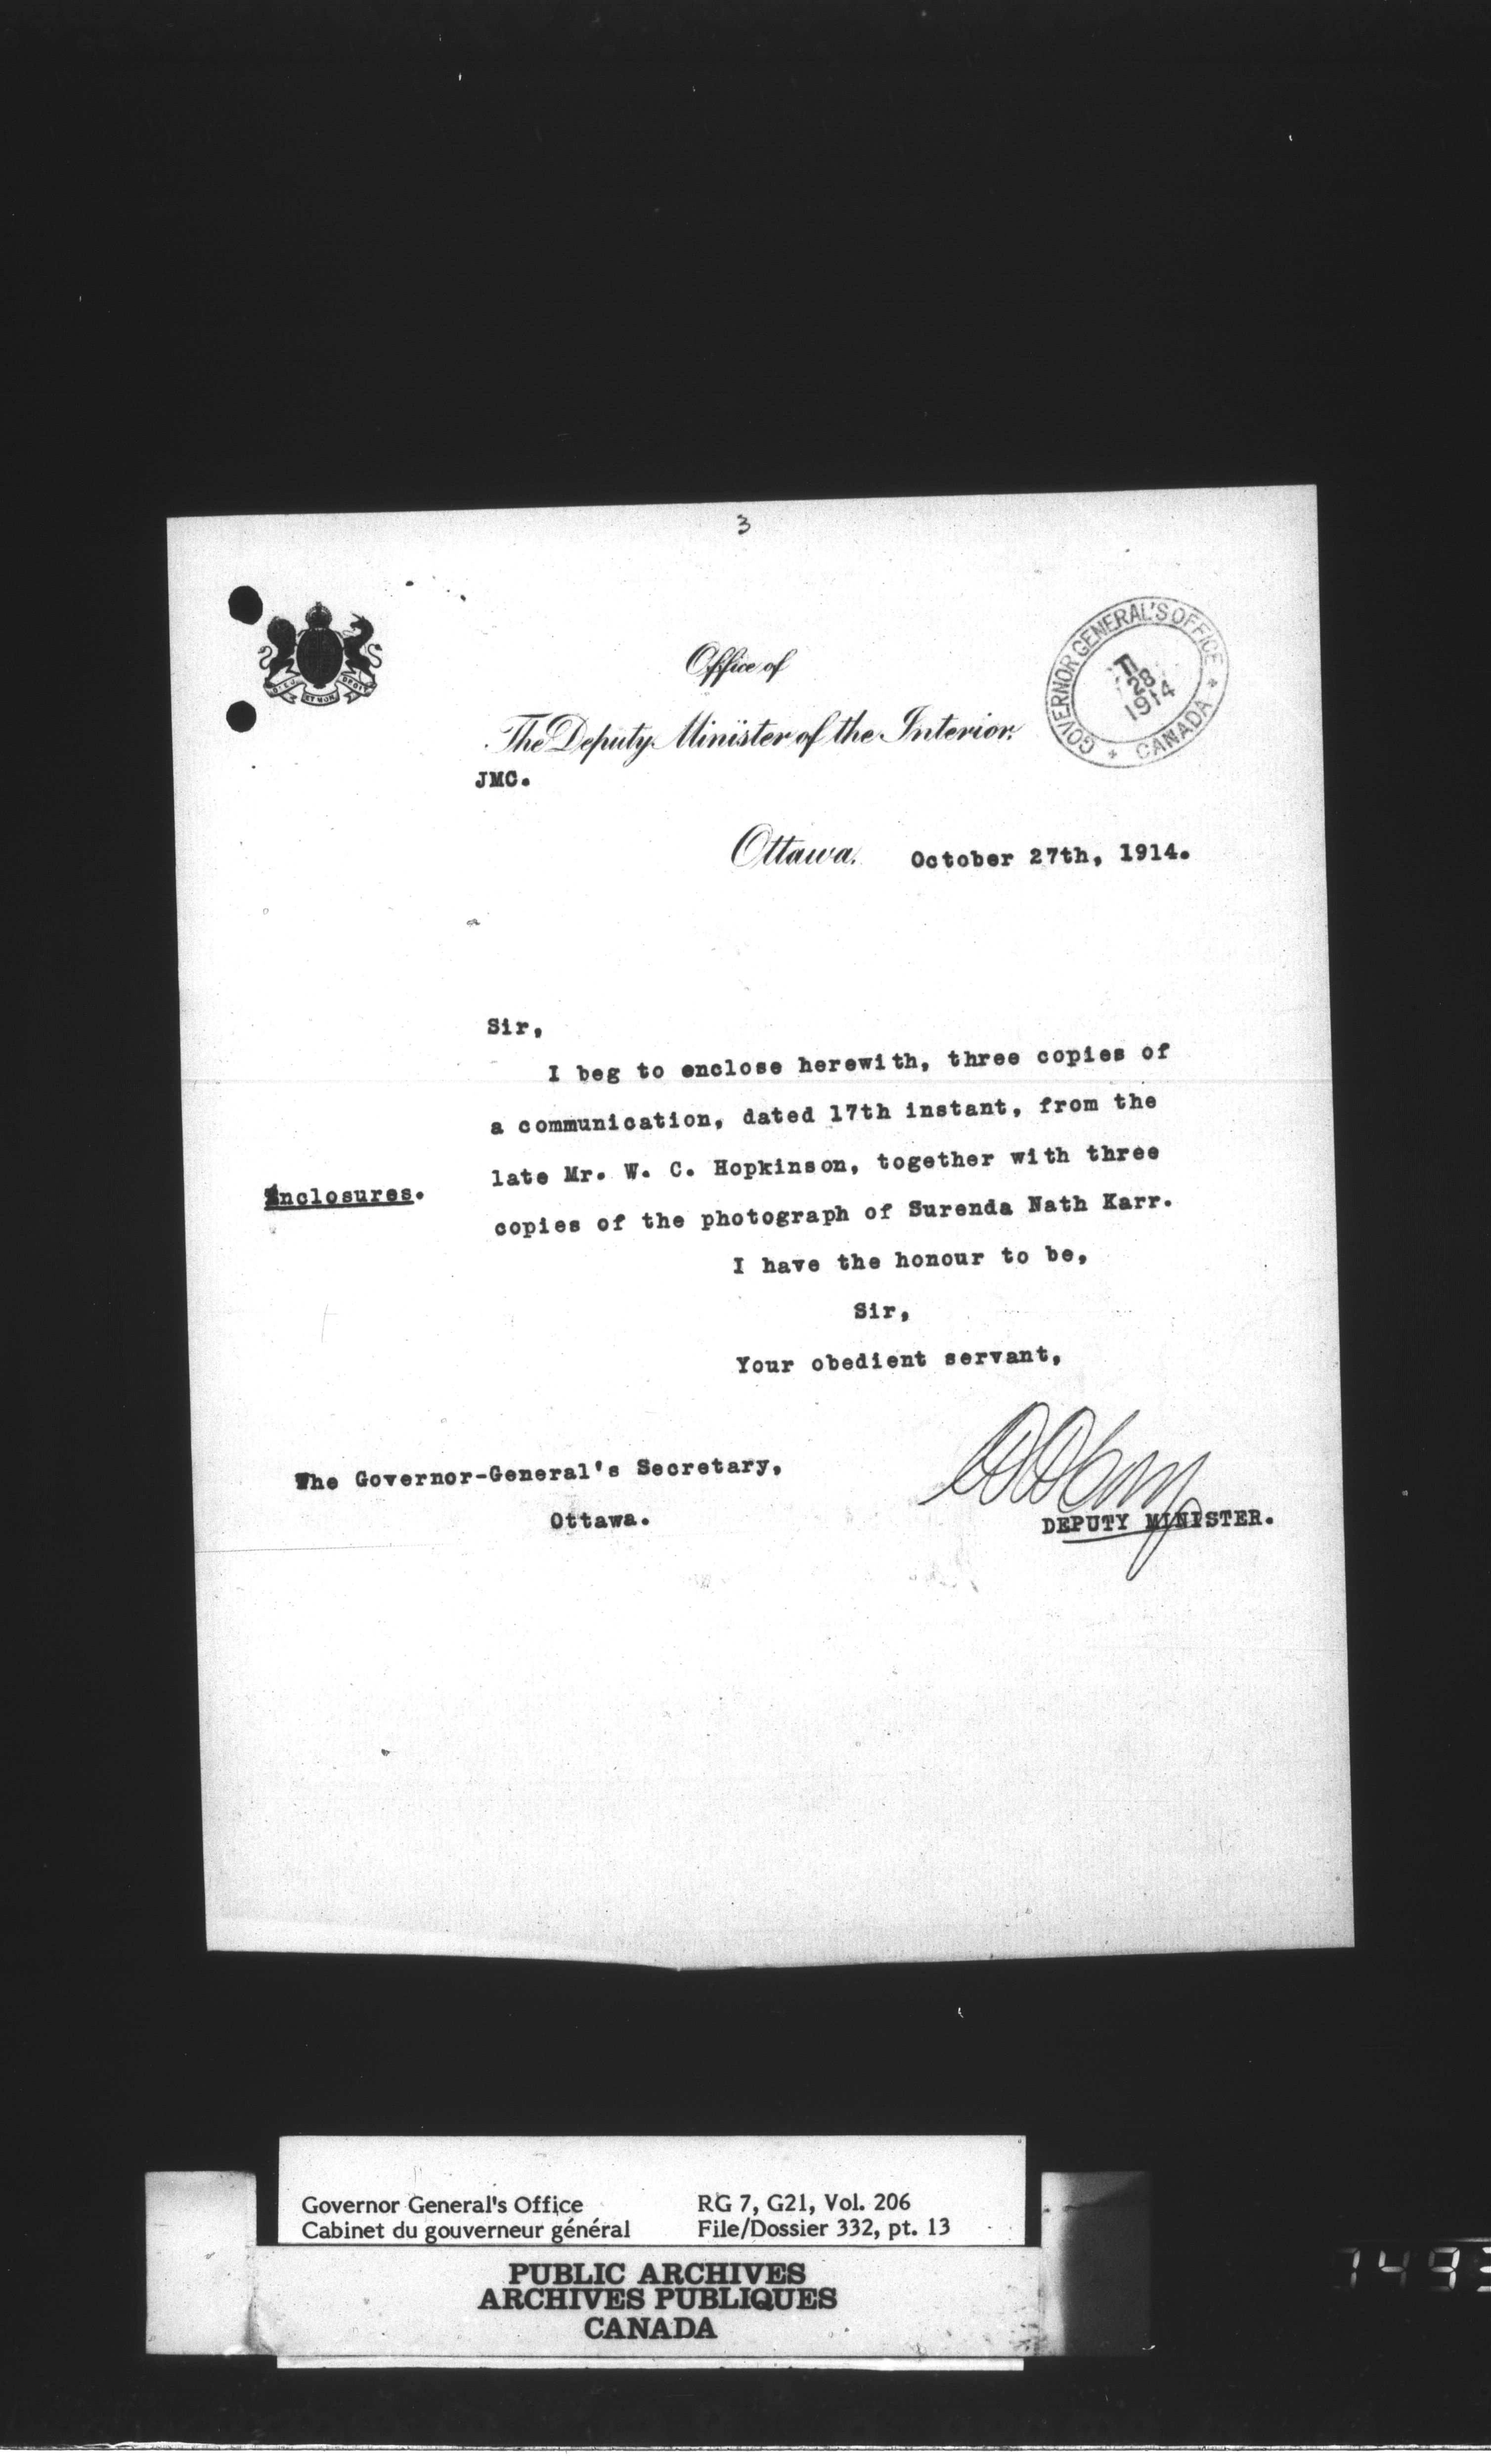 3
Office of
The Deputy Minister of the Interior.
JMC.
GOVERNOR GENERAL'S OFFICE
28
1914
* CANADA *
Ottawa. October 27th, 1914.
Sir,
I beg to enclose herewith, three copies of
a communication, dated 17th instant, from the
late Mr. W. C. Hopkinson, together with three
Enclosures.
copies of the photograph of Surenda Nath Karr.
I have the honour to be,
Sir,
Your obedient servant,
The Governor-General's Secretary,
Ottawa.
DEPUTY MINISTER.
Governor General's Office RG 7, G21, Vol. 206
Cabinet du gouverneur général File/Dossier 332, pt. 13
PUBLIC ARCHIVES
ARCHIVES PUBLIQUES
CANADA